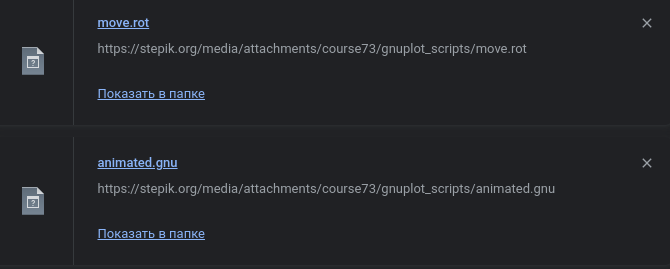 move.rot
https://stepik.org/media/attachments/course73/gnuplot_scripts/move.rot
Показать в папке
animated.gnu
https://stepik.org/media/attachments/course73/gnuplot_scripts/animated.gnu
Показать в папке